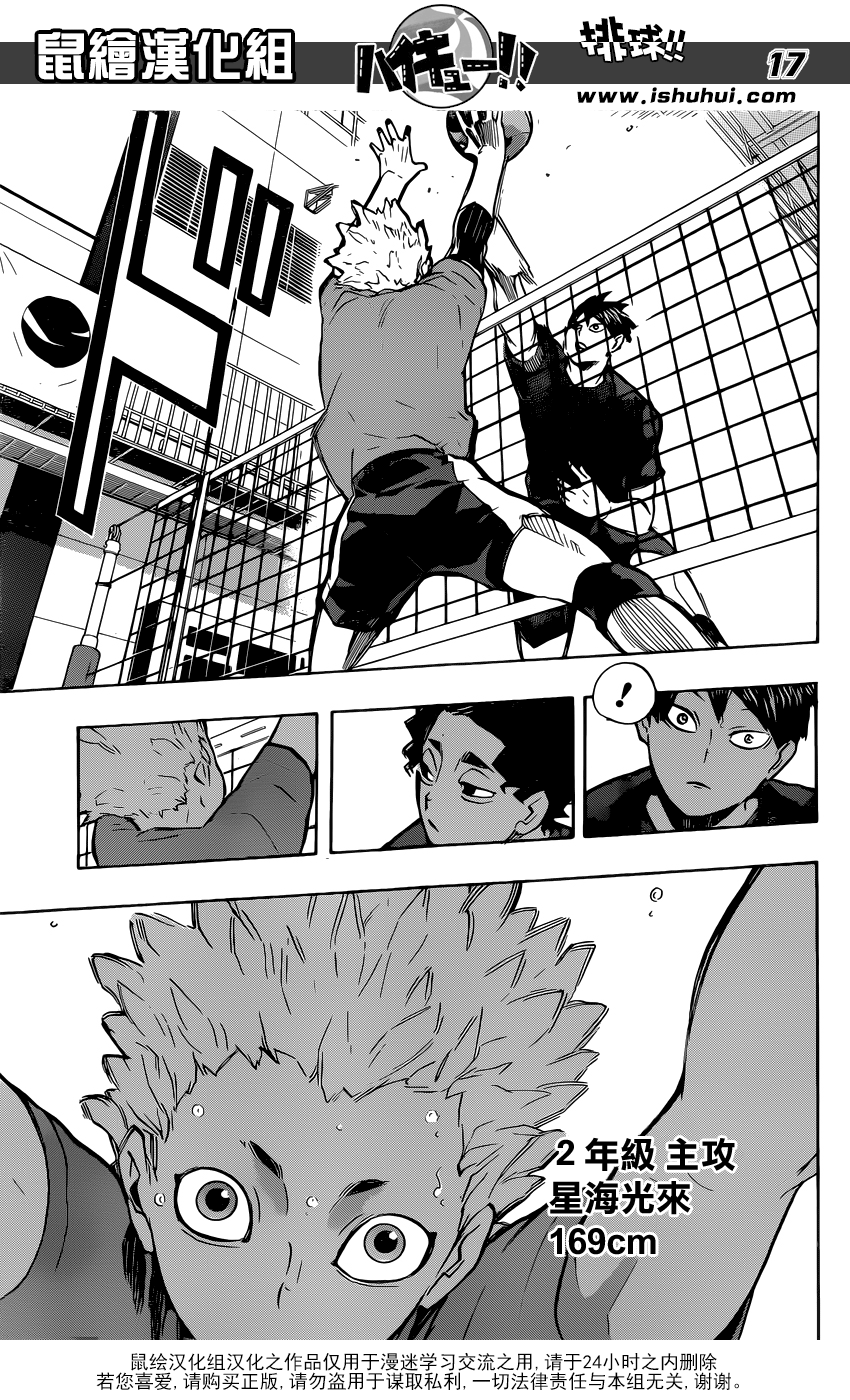 鼠繪漢化組
ハイキュー!!
排球!!
17
www.ishuhui.com
ドッ
!
2年級 主攻
星海光來
169cm
鼠绘汉化组汉化之作品仅用于漫迷学习交流之用,请于24小时之内删除
若您喜爱,请购买正版,请勿盗用于谋取私利,一切法律责任与本组无关,谢谢。